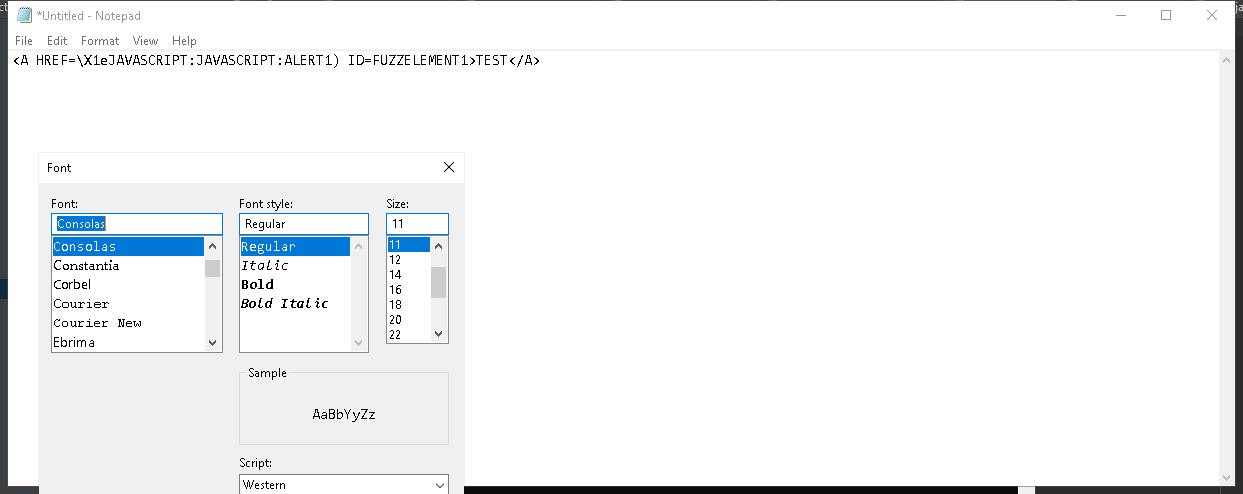 *Untitled - Notepad
File Edit Format View Help
<A HREF=\X1eJAVASCRIPT:JAVASCRIPT:ALERT1) ID=FUZZELEMENT1>TEST</A>
Font
Font: Font style: Size:
Consolas Regular 11
Consolas Regular 11
Constantia Italic 12
Corbel Bold 14
Courier Bold Italic 16
Courier New 18
Ebrima 20
22
Sample
AaBbYyZz
Script:
Western